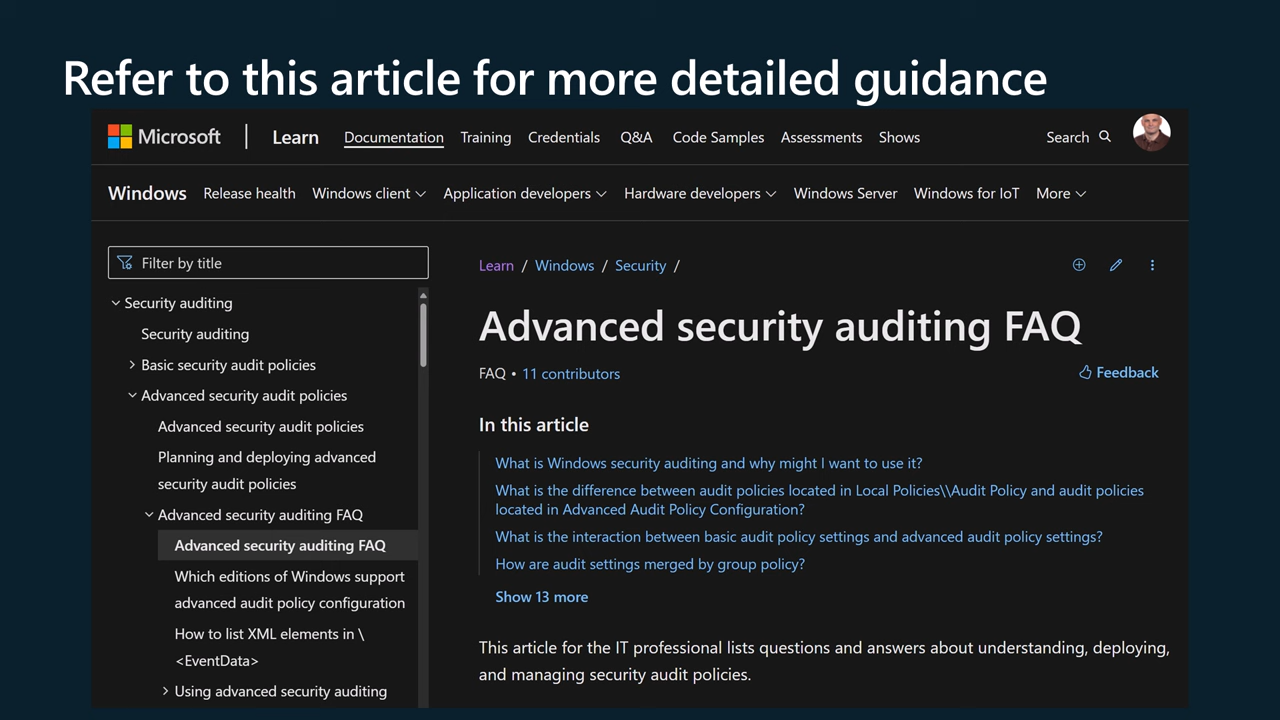 Refer to this article for more detailed guidance
Microsoft | Learn Documentation Training Credentials Q&A Code Samples Assessments Shows Search
Windows Release health Windows client Application developers Hardware developers Windows Server Windows for IoT More
Filter by title
Security auditing
Security auditing
Basic security audit policies
Advanced security audit policies
Advanced security audit policies
Planning and deploying advanced
security audit policies
Advanced security auditing FAQ
Advanced security auditing FAQ
Which editions of Windows support
advanced audit policy configuration
How to list XML elements in \
<EventData>
Using advanced security auditing
Learn / Windows / Security /
Advanced security auditing FAQ
FAQ • 11 contributors
Feedback
In this article
What is Windows security auditing and why might I want to use it?
What is the difference between audit policies located in Local Policies\\Audit Policy and audit policies
located in Advanced Audit Policy Configuration?
What is the interaction between basic audit policy settings and advanced audit policy settings?
How are audit settings merged by group policy?
Show 13 more
This article for the IT professional lists questions and answers about understanding, deploying,
and managing security audit policies.